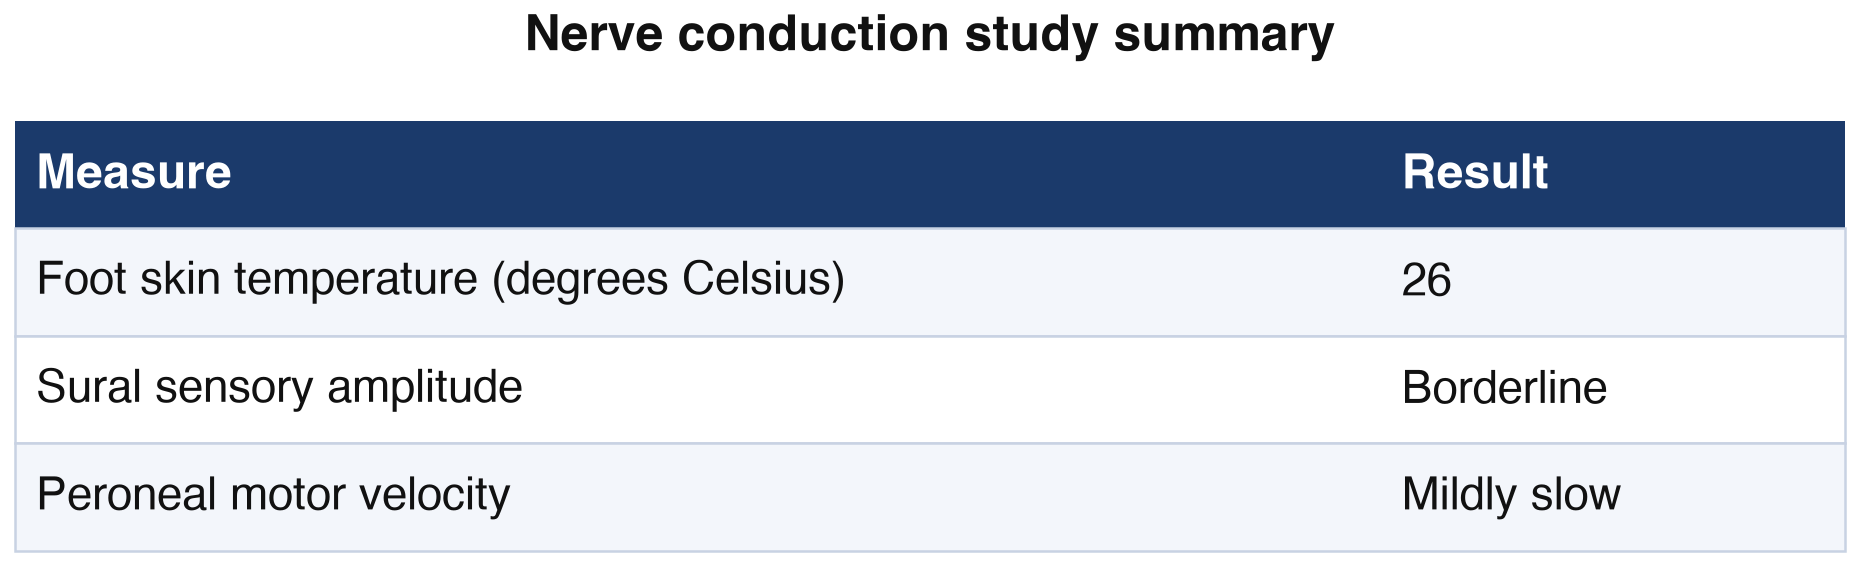 Nerve conduction study summary
Measure Result
Foot skin temperature (degrees Celsius) 26
Sural sensory amplitude Borderline
Peroneal motor velocity Mildly slow